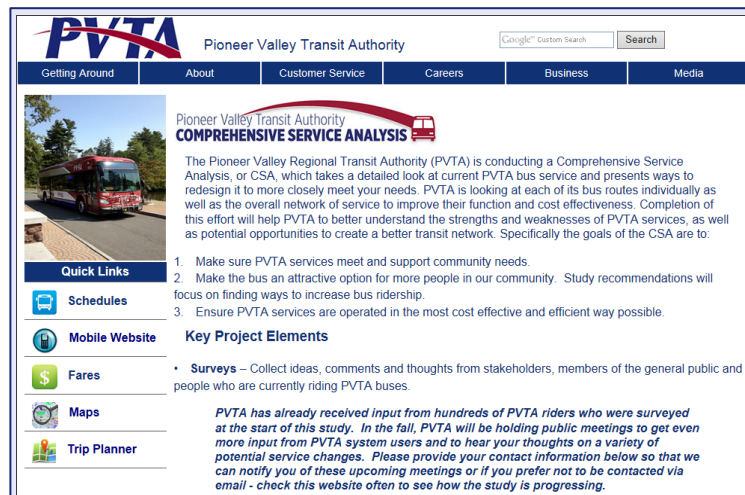 PVTA
Pioneer Valley Transit Authority
Google™ Custom Search
Search
Getting Around
About
Customer Service
Careers
Business
Media
Pioneer Valley Transit Authority
COMPREHENSIVE SERVICE ANALYSIS
The Pioneer Valley Regional Transit Authority (PVTA) is conducting a Comprehensive Service
Analysis, or CSA, which takes a detailed look at current PVTA bus service and presents ways to
redesign it to more closely meet your needs. PVTA is looking at each of its bus routes individually as
well as the overall network of service to improve their function and cost effectiveness. Completion of
this effort will help PVTA to better understand the strengths and weaknesses of PVTA services, as well
as potential opportunities to create a better transit network. Specifically the goals of the CSA are to:
1. Make sure PVTA services meet and support community needs.
2. Make the bus an attractive option for more people in our community. Study recommendations will
focus on finding ways to increase bus ridership.
3. Ensure PVTA services are operated in the most cost effective and efficient way possible.
Quick Links
Schedules
Mobile Website
Fares
Maps
Trip Planner
Key Project Elements
• Surveys – Collect ideas, comments and thoughts from stakeholders, members of the general public and
people who are currently riding PVTA buses.
PVTA has already received input from hundreds of PVTA riders who were surveyed
at the start of this study. In the fall, PVTA will be holding public meetings to get even
more input from PVTA system users and to hear your thoughts on a variety of
potential service changes. Please provide your contact information below so that we
can notify you of these upcoming meetings or if you prefer not to be contacted via
email - check this website often to see how the study is progressing.